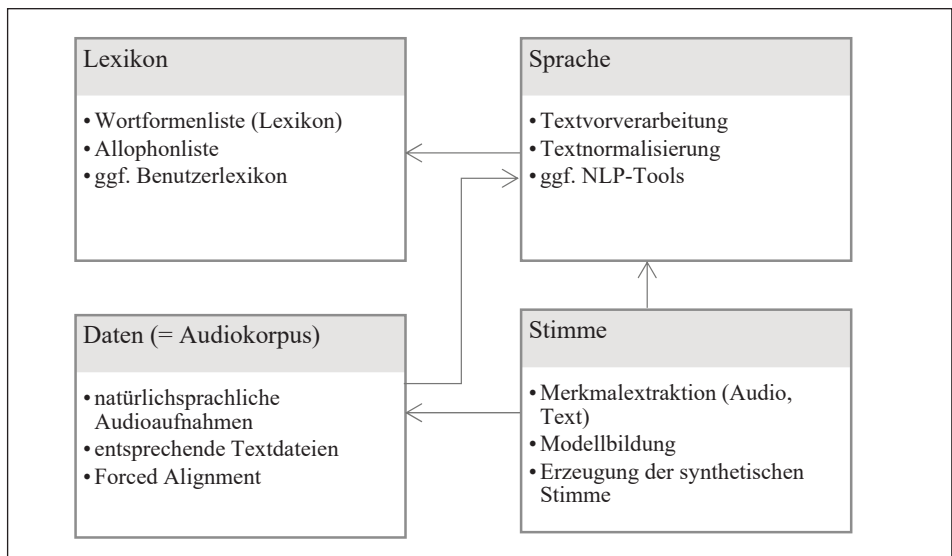 Lexikon
• Wortformenliste (Lexikon)
• Allophonliste
• ggf. Benutzerlexikon
Sprache
• Textvorverarbeitung
• Textnormalisierung
• ggf. NLP-Tools
Daten (= Audiokorpus)
• natürlichsprachliche
Audioaufnahmen
• entsprechende Textdateien
• Forced Alignment
Stimme
• Merkmalextraktion (Audio,
Text)
• Modellbildung
• Erzeugung der synthetischen
Stimme